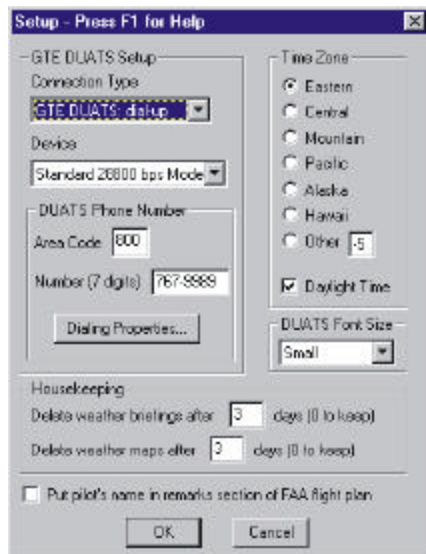 Setup - Press F1 for Help
GTE DUATS Setup
Connection Type
GTE DUATS dialup
Device
Standard 28800 bps Mode
DUATS Phone Number
Area Code 800
Number (7 digits) 767-9989
Dialing Properties...
Time Zone
Eastern
Central
Mountain
Pacific
Alaska
Hawaii
Other -5
Daylight Time
DUATS Font Size
Small
Housekeeping
Delete weather briefings after 3 days (0 to keep)
Delete weather maps after 3 days (0 to keep)
Put pilot's name in remarks section of FAA flight plan
OK Cancel